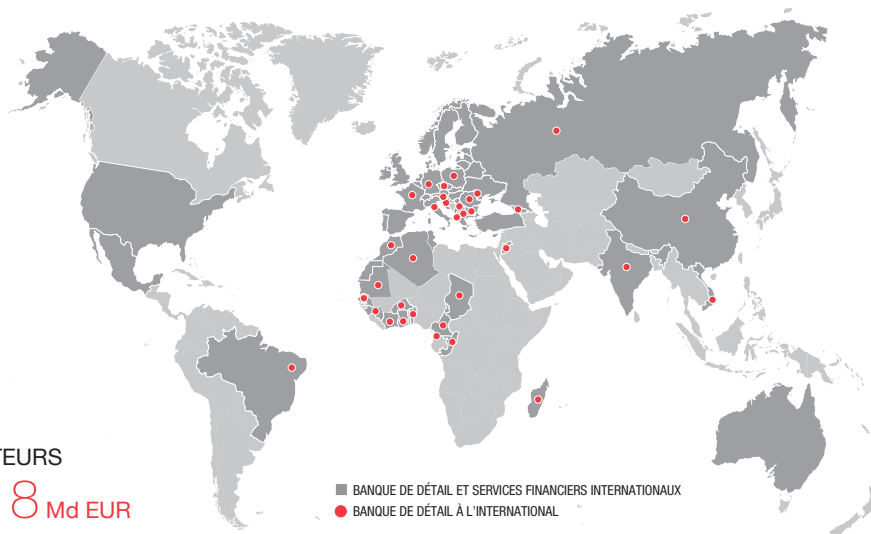 TEURS
8 Md EUR
BANQUE DE DÉTAIL ET SERVICES FINANCIERS INTERNATIONAUX
BANQUE DE DÉTAIL À L'INTERNATIONAL